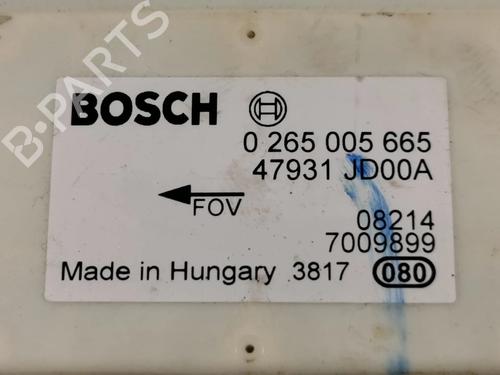 B-PARTS
BOSCH
0 265 005 665
47931 JD00A
FOV
08214
7009899
Made in Hungary 3817 080